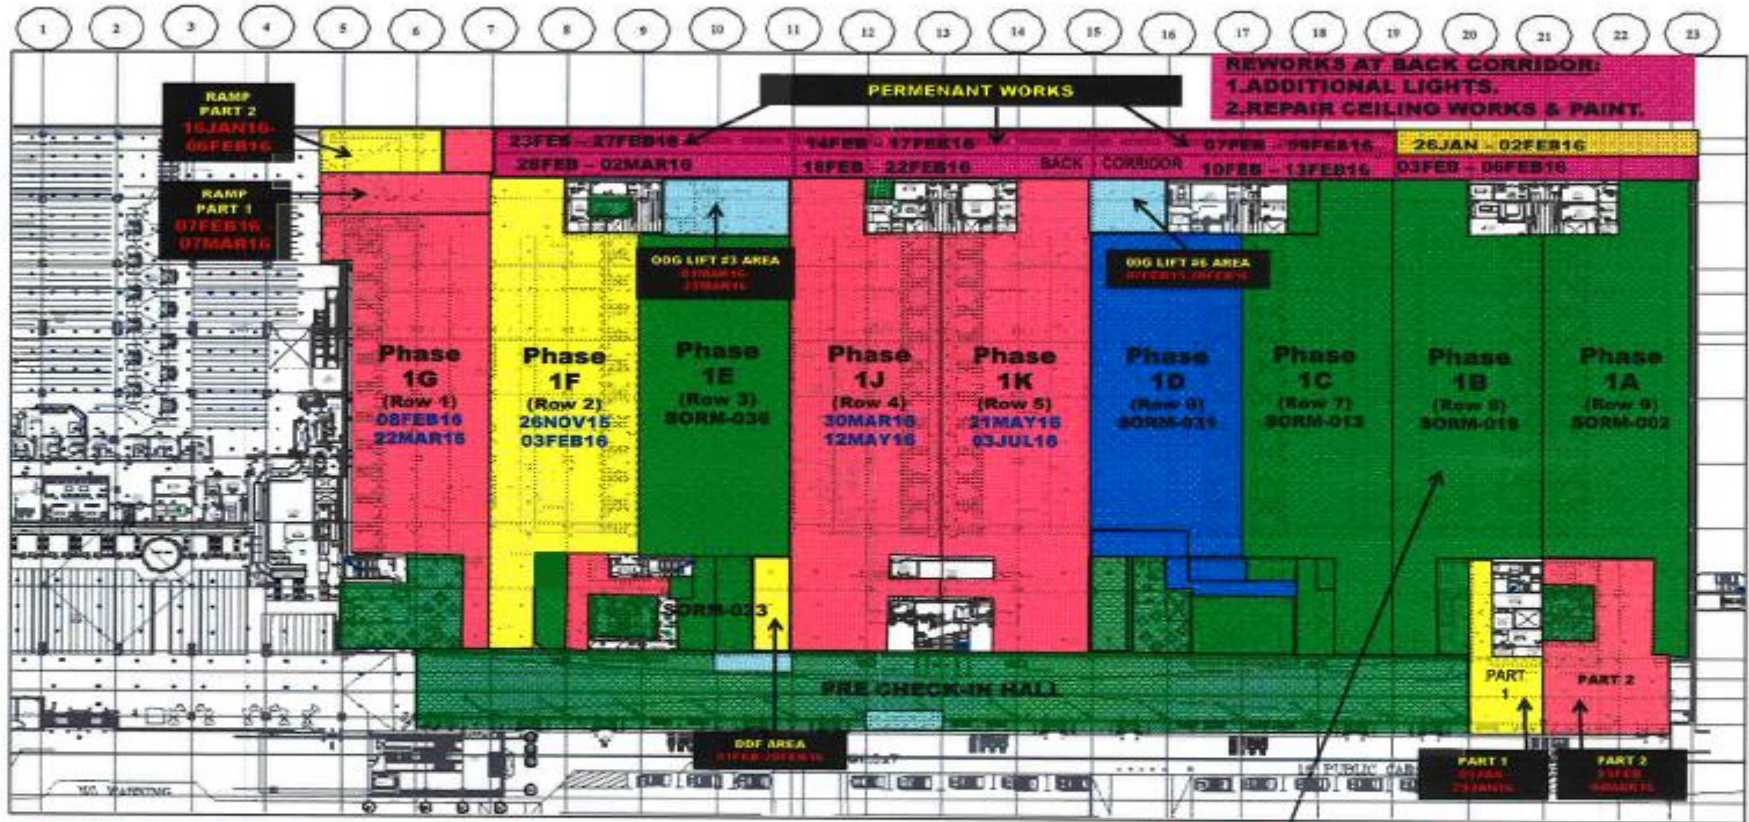 1 2 3 4 5 6 7 8 9 10 11 12 13 14 15 16 17 18 19 20 21 22 23
REWORKS AT BACK CORRIDOR:
1.ADDITIONAL LIGHTS.
2.REPAIR CEILING WORKS & PAINT.
PERMENANT WORKS
RAMP
PART 2
16JAN16-
06FEB16
23FEB - 27FEB16
14FEB - 17FEB16
07FEB - 09FEB16
26JAN - 02FEB16
28FEB - 02MAR16
18FEB - 22FEB16
BACK CORRIDOR
10FEB - 13FEB16
03FEB - 06FEB16
RAMP
PART 1
07FEB16 -
07MAR16
OOG LIFT #3 AREA
OOG LIFT #6 AREA
Phase
1G
(Row 1)
08FEB16
22MAR16
Phase
1F
(Row 2)
26NOV15
03FEB16
Phase
1E
(Row 3)
SORM-036
Phase
1J
(Row 4)
30MAR16
12MAY16
Phase
1K
(Row 5)
21MAY16
03JUL16
Phase
1D
(Row 6)
SORM-031
Phase
1C
(Row 7)
SORM-013
Phase
1B
(Row 8)
Phase
1A
(Row 9)
SORM-002
SORM-033
PRE CHECK-IN HALL
PART
1
PART 2
DDF AREA
PART 1
PART 2